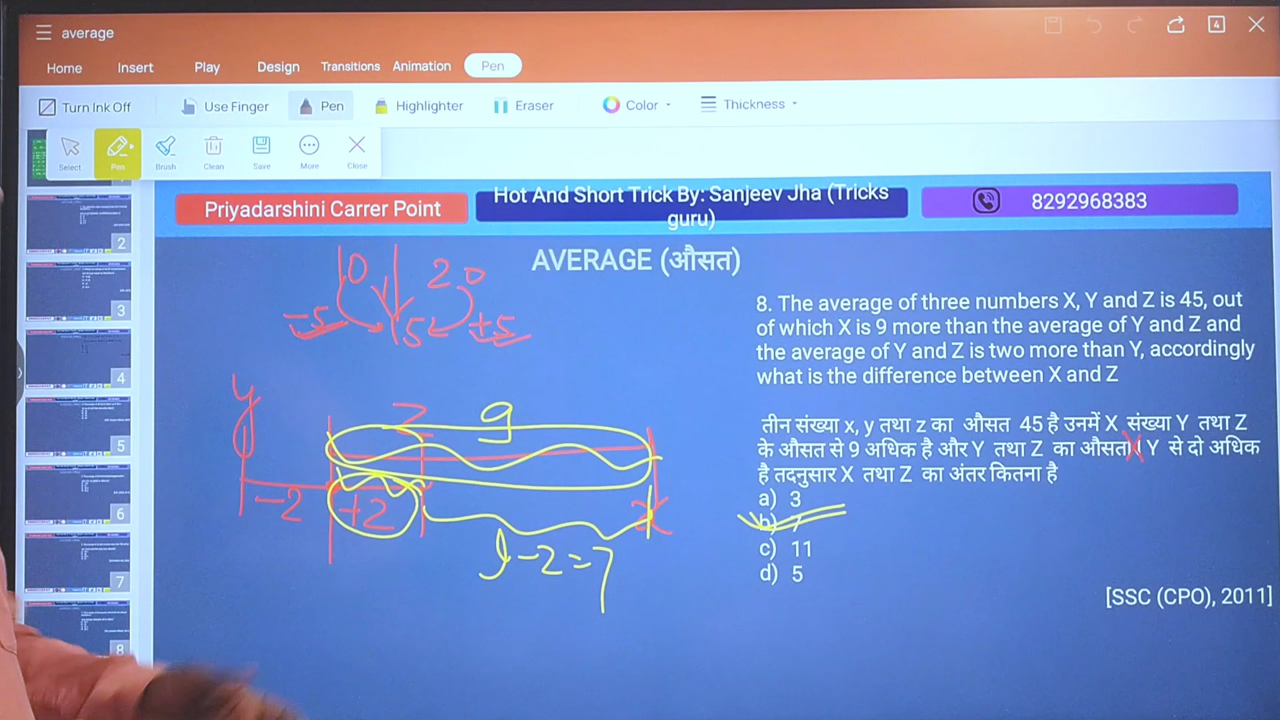 average
Home Insert Play Design Transitions Animation Pen
Turn Ink Off Use Finger Pen Highlighter Eraser Color Thickness
Select Pen Brush Clean Save More Close
4
Priyadarshini Carrer Point
Hot And Short Trick By: Sanjeev Jha (Tricks
guru)
8292968383
AVERAGE (औसत)
8. The average of three numbers X, Y and Z is 45, out
of which X is 9 more than the average of Y and Z and
the average of Y and Z is two more than Y, accordingly
what is the difference between X and Z
तीन संख्या x, y तथा z का औसत 45 है उनमें X संख्या Y तथा Z
के औसत से 9 अधिक है और Y तथा Z का औसत Y से दो अधिक
है तदनुसार X तथा Z का अंतर कितना है
a) 3
b) 7
c) 11
d) 5
[SSC (CPO), 2011]
10 20
-5 15 +5
y z 9
-2 +2 x
9-2=7
2
3
4
5
6
7
8